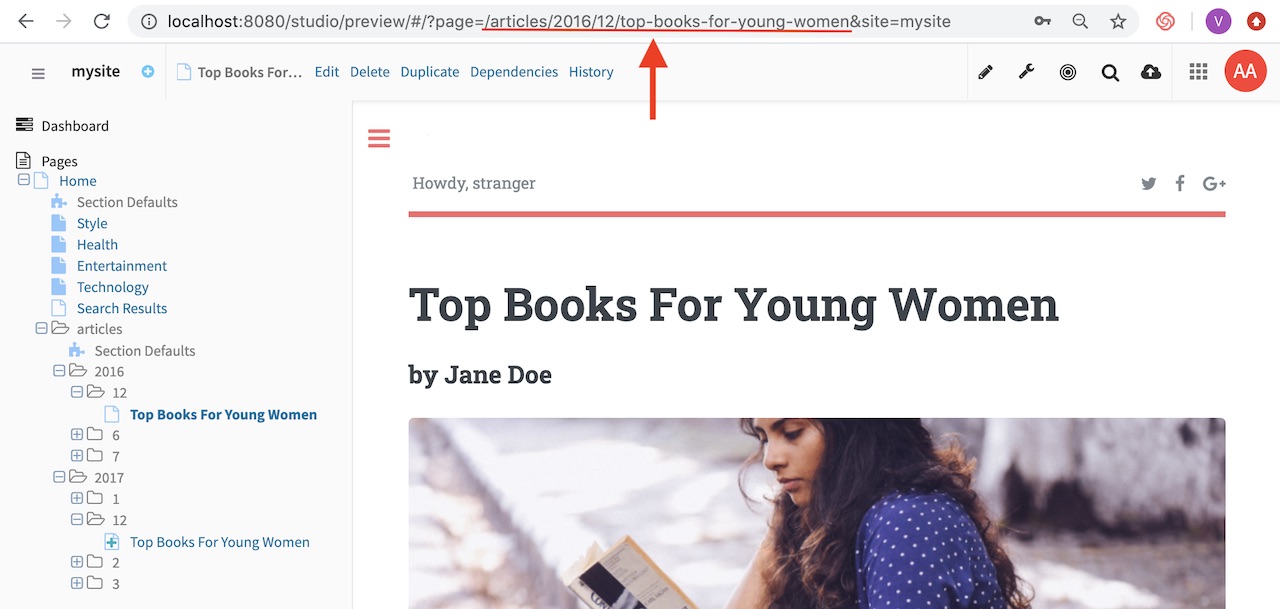 localhost:8080/studio/preview/#/?page=/articles/2016/12/top-books-for-young-women&site=mysite
V
mysite
Top Books For...
Edit
Delete
Duplicate
Dependencies
History
AA
Dashboard
Pages
Home
Section Defaults
Style
Health
Entertainment
Technology
Search Results
articles
Section Defaults
2016
12
Top Books For Young Women
6
7
2017
1
12
Top Books For Young Women
2
3
Howdy, stranger
Top Books For Young Women
by Jane Doe